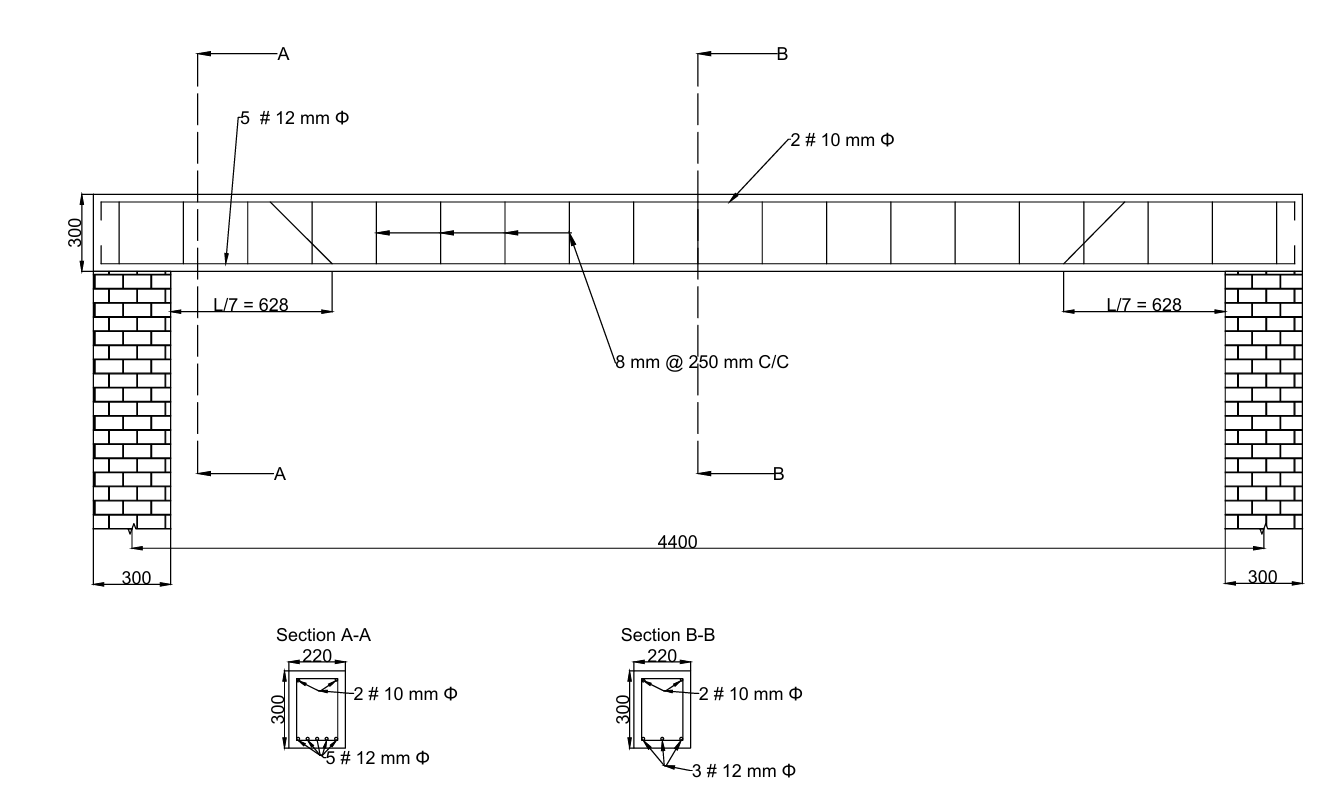 A
B
5 # 12 mm Φ
2 # 10 mm Φ
300
L/7 = 628
L/7 = 628
8 mm @ 250 mm C/C
A
B
4400
300
300
Section A-A
220
300
2 # 10 mm Φ
5 # 12 mm Φ
Section B-B
220
300
2 # 10 mm Φ
3 # 12 mm Φ